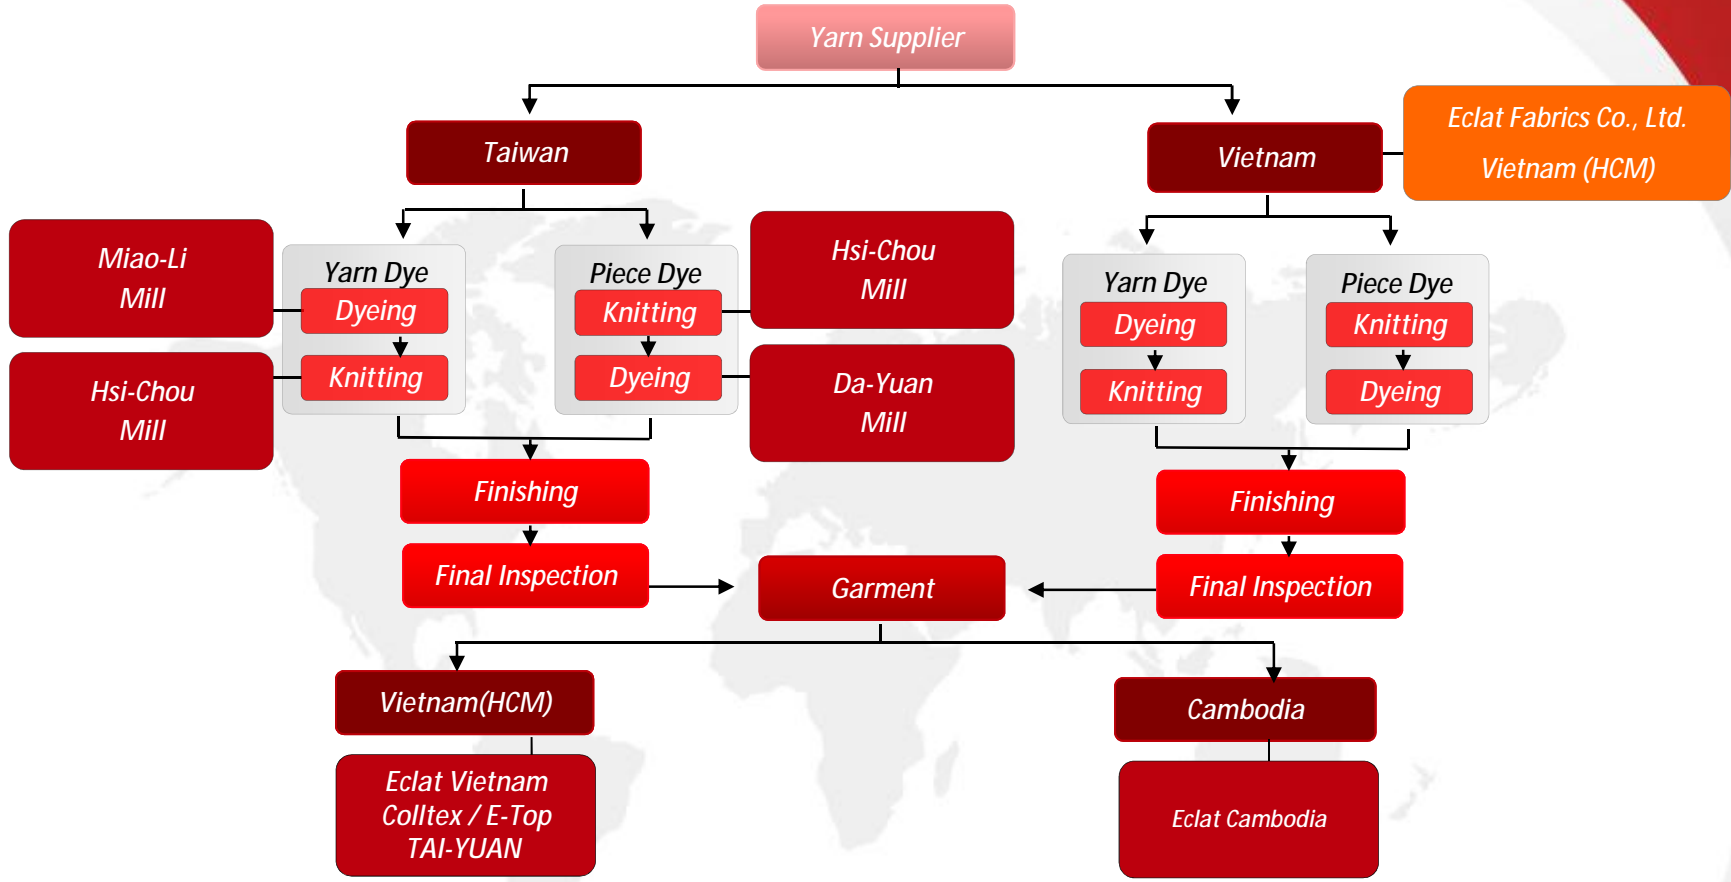 Yarn Supplier
Taiwan
Vietnam
Eclat Fabrics Co., Ltd.
Vietnam (HCM)
Miao-Li
Mill
Hsi-Chou
Mill
Yarn Dye
Dyeing
Knitting
Piece Dye
Knitting
Dyeing
Hsi-Chou
Mill
Da-Yuan
Mill
Yarn Dye
Dyeing
Knitting
Piece Dye
Knitting
Dyeing
Finishing
Final Inspection
Finishing
Final Inspection
Garment
Vietnam(HCM)
Eclat Vietnam
Colltex / E-Top
TAI-YUAN
Cambodia
Eclat Cambodia